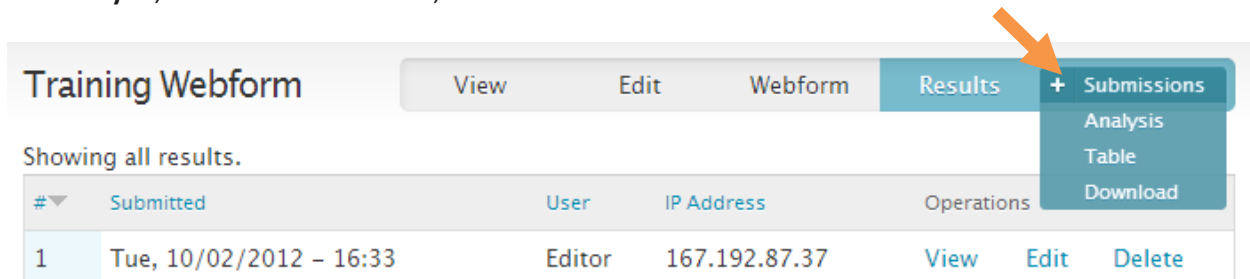 Training Webform View Edit Webform Results + Submissions
Analysis
Table
Download
Showing all results.
# Submitted User IP Address Operations
1 Tue, 10/02/2012 – 16:33 Editor 167.192.87.37 View Edit Delete